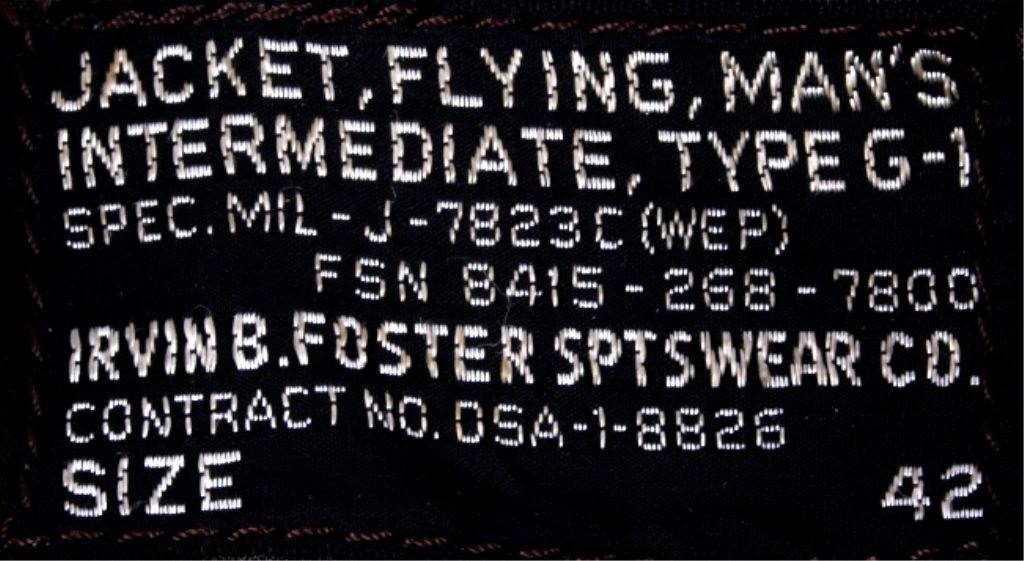 JACKET, FLYING, MAN'S
INTERMEDIATE, TYPE G-1
SPEC. MIL-J-7823C (WEP)
FSN 8415-268-7800
IRVIN B. FOSTER SPTSWEAR CO.
CONTRACT NO. DSA-1-8826
SIZE 42